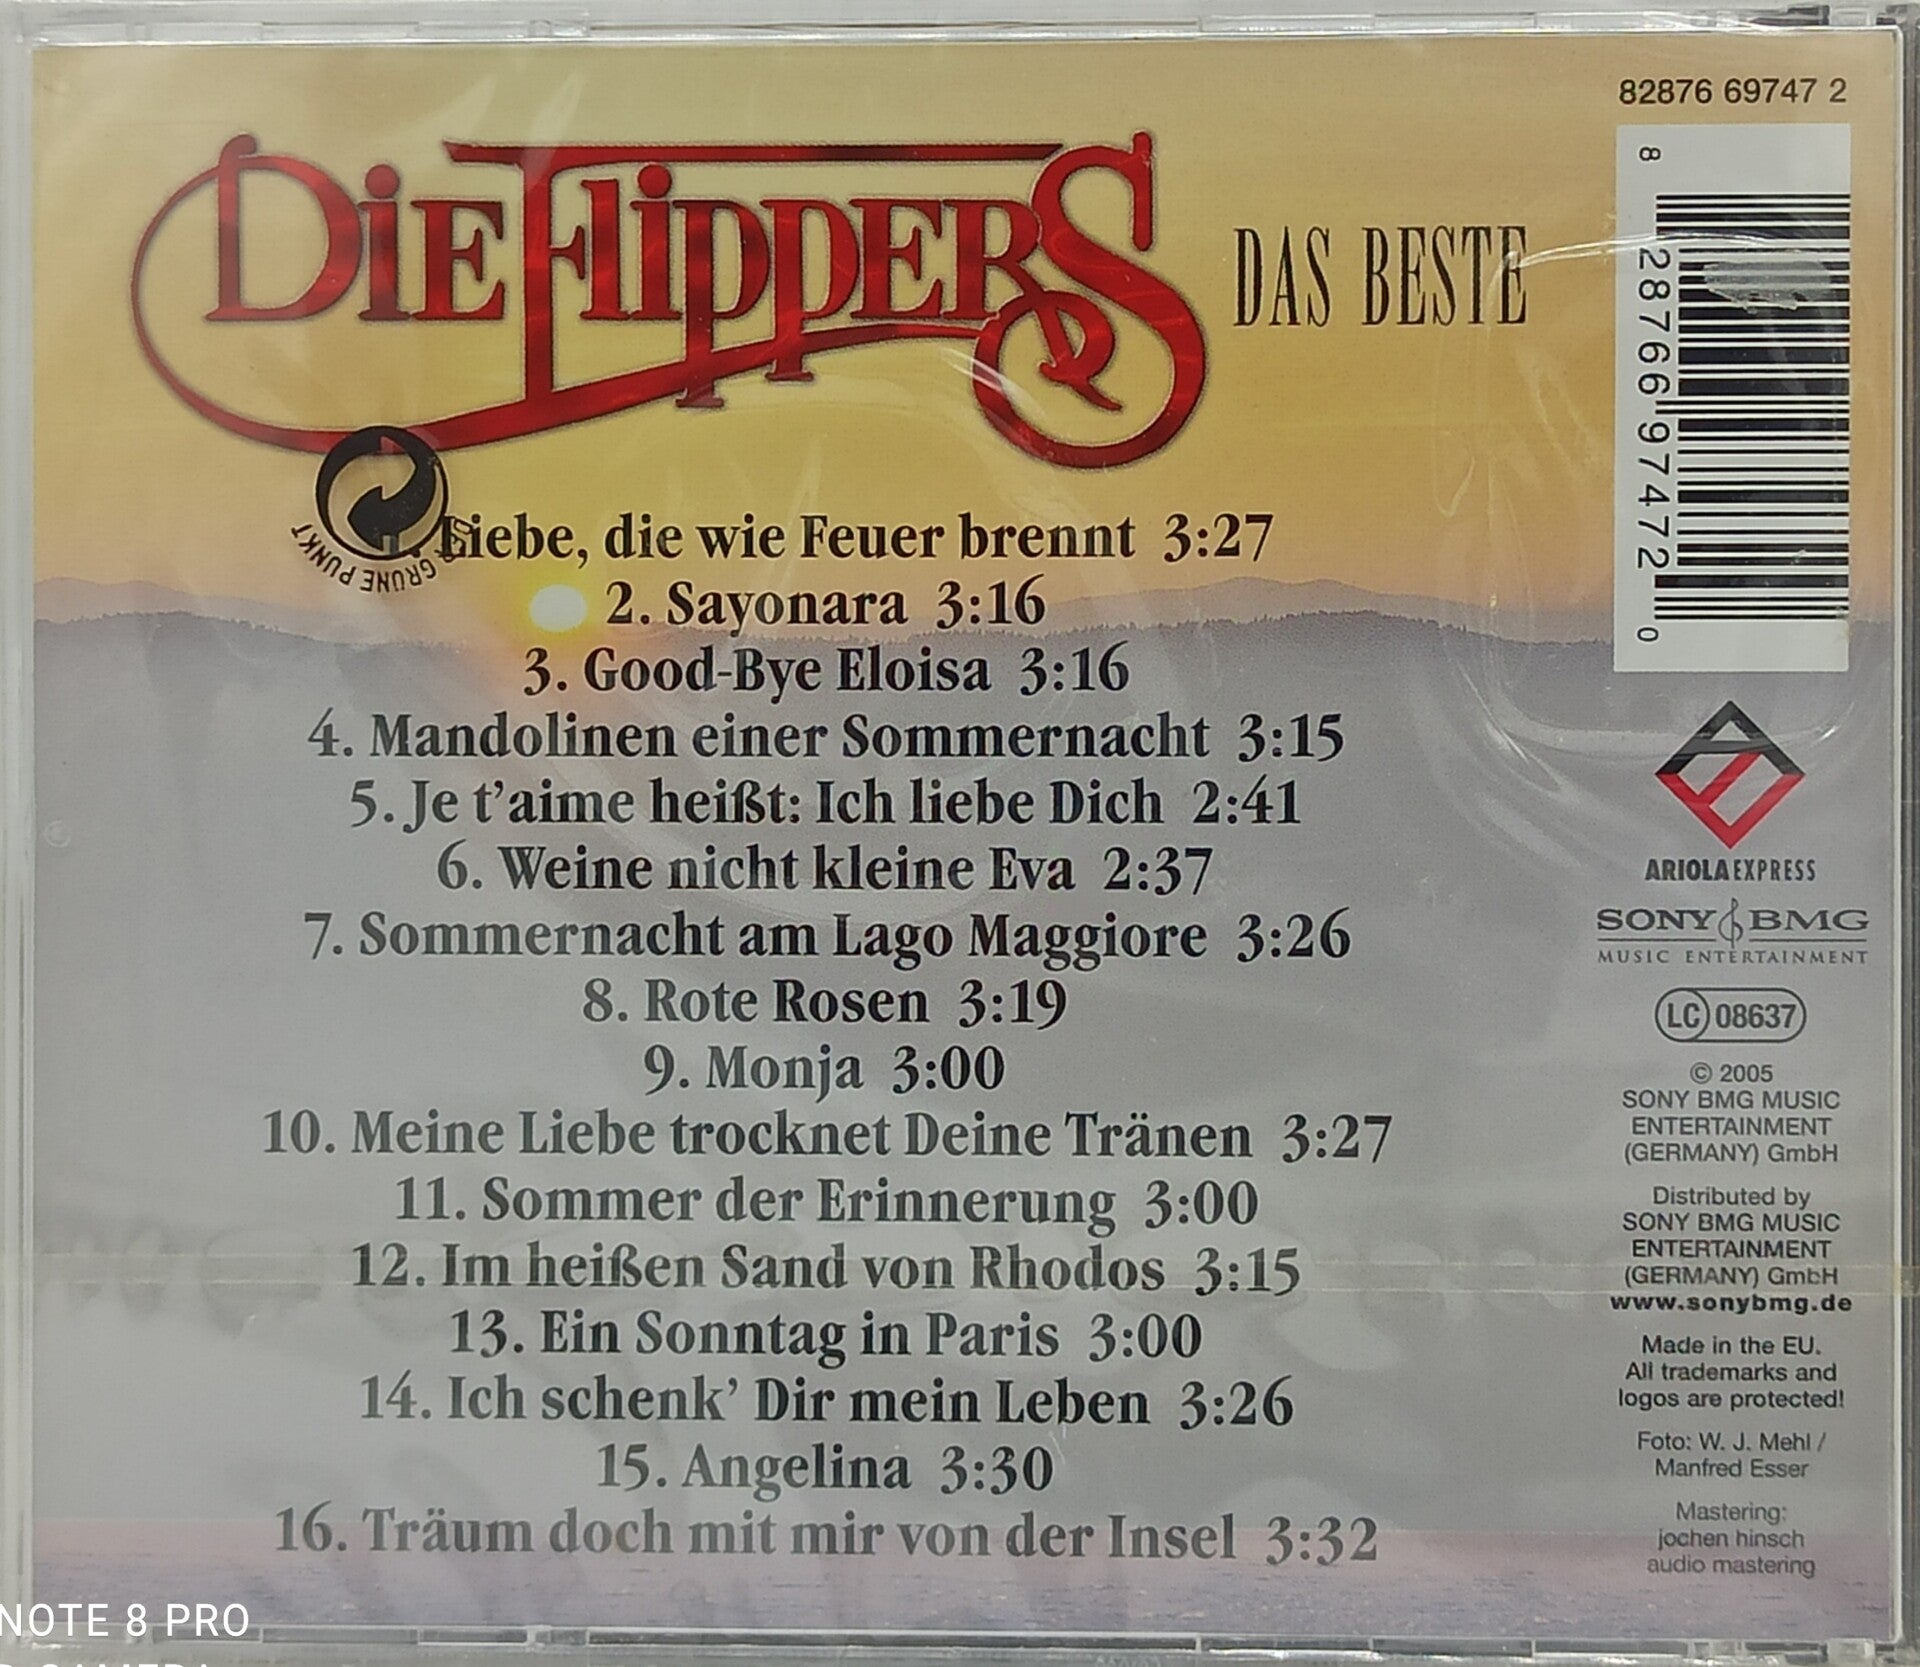 82876 69747 2
DiE FlippERS
DAS BESTE
8 28766 97472 0
DER GRÜNE PUNKT
Liebe, die wie Feuer brennt 3:27
2. Sayonara 3:16
3. Good-Bye Eloisa 3:16
4. Mandolinen einer Sommernacht 3:15
5. Je t'aime heißt: Ich liebe Dich 2:41
6. Weine nicht kleine Eva 2:37
7. Sommernacht am Lago Maggiore 3:26
8. Rote Rosen 3:19
9. Monja 3:00
10. Meine Liebe trocknet Deine Tränen 3:27
11. Sommer der Erinnerung 3:00
12. Im heißen Sand von Rhodos 3:15
13. Ein Sonntag in Paris 3:00
14. Ich schenk' Dir mein Leben 3:26
15. Angelina 3:30
16. Träum doch mit mir von der Insel 3:32
ARIOLAEXPRESS
SONY BMG
MUSIC ENTERTAINMENT
LC 08637
© 2005
SONY BMG MUSIC
ENTERTAINMENT
(GERMANY) GmbH
Distributed by
SONY BMG MUSIC
ENTERTAINMENT
(GERMANY) GmbH
www.sonybmg.de
Made in the EU.
All trademarks and
logos are protected!
Foto: W. J. Mehl /
Manfred Esser
Mastering:
jochen hinsch
audio mastering
NOTE 8 PRO